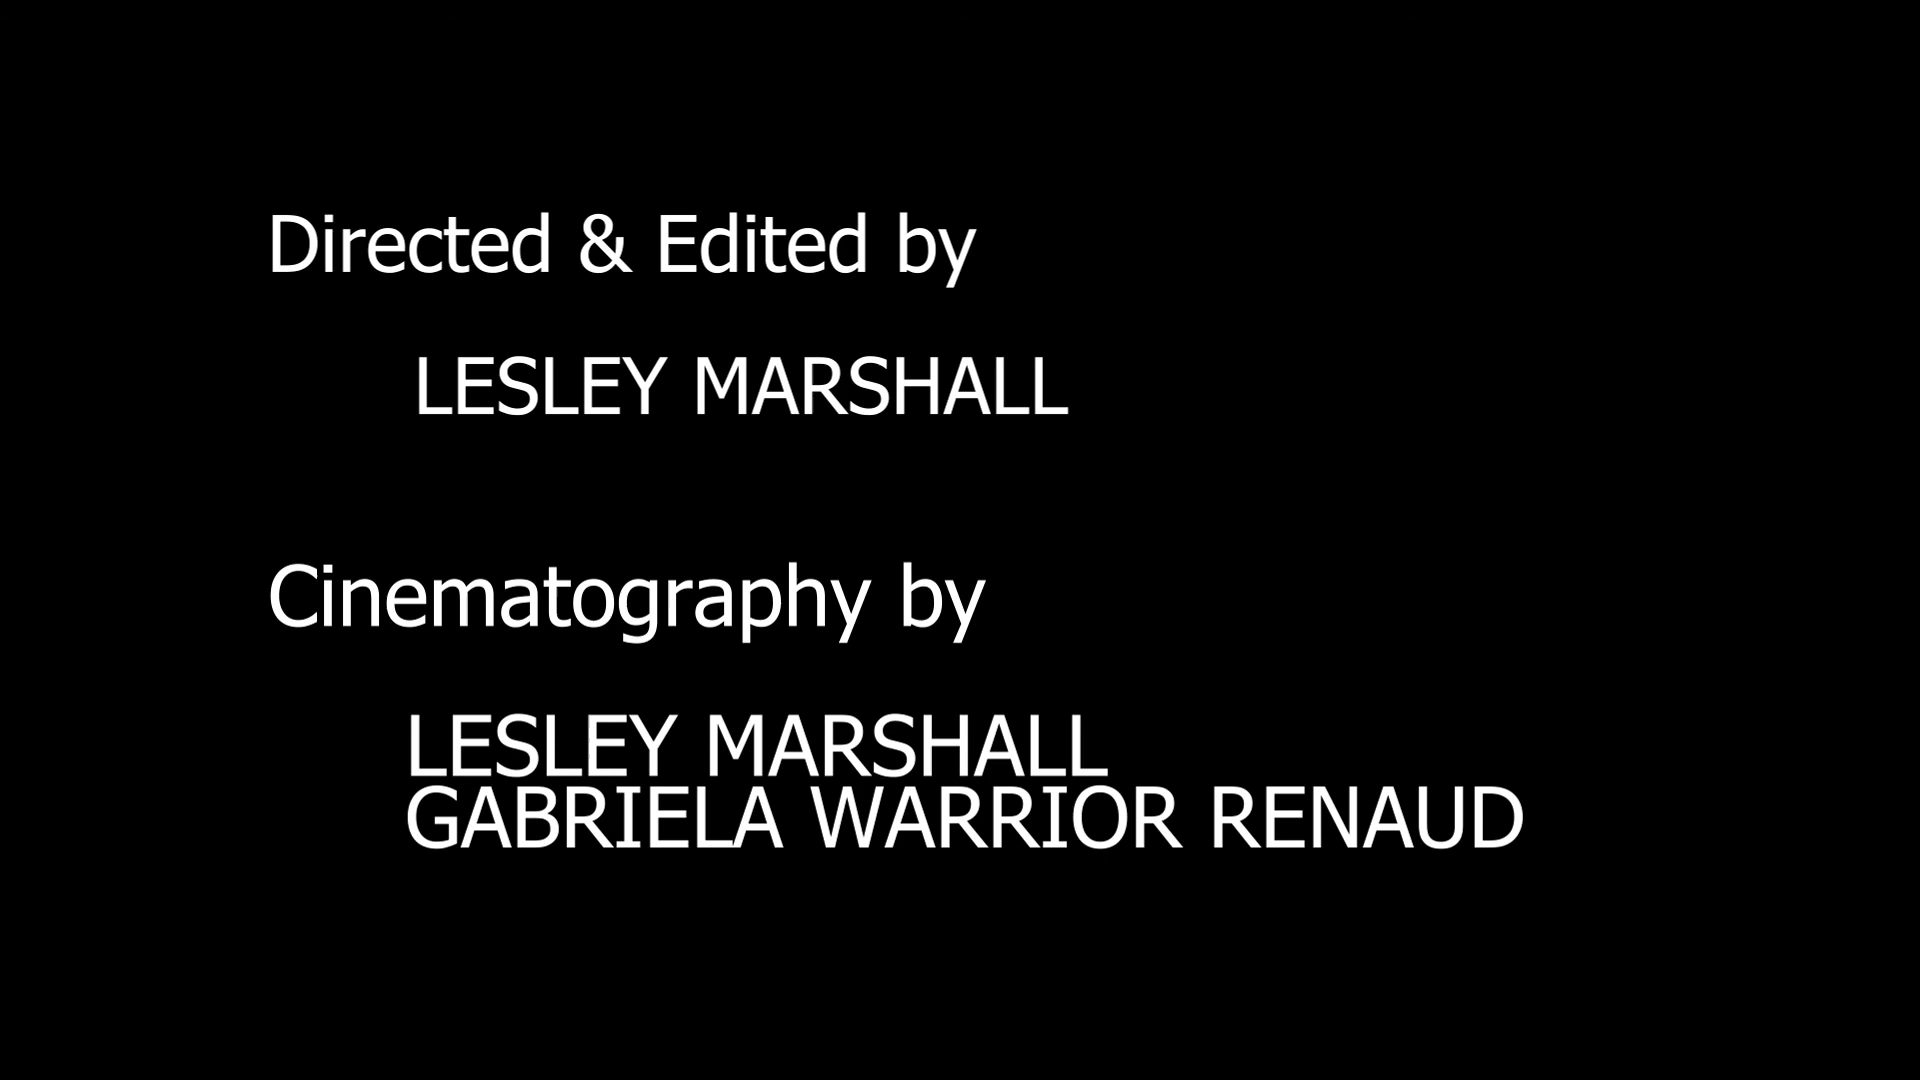 Directed & Edited by
LESLEY MARSHALL
Cinematography by
LESLEY MARSHALL
GABRIELA WARRIOR RENAUD